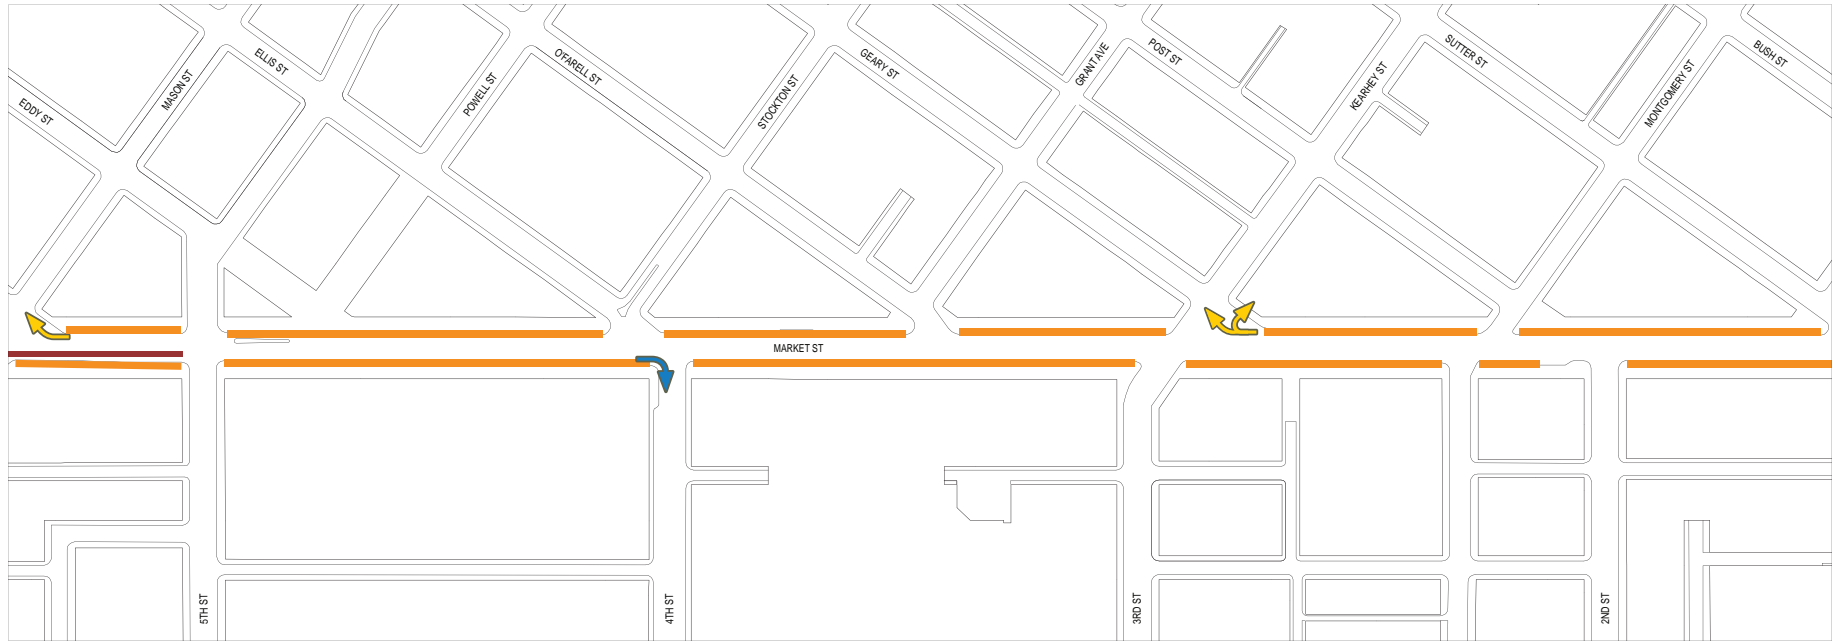 EDDY ST
MASON ST
ELLIS ST
POWELL ST
O'FARELL ST
STOCKTON ST
GEARY ST
GRANT AVE
POST ST
KEARHEY ST
SUTTER ST
MONTGOMERY ST
BUSH ST
MARKET ST
5TH ST
4TH ST
3RD ST
2ND ST